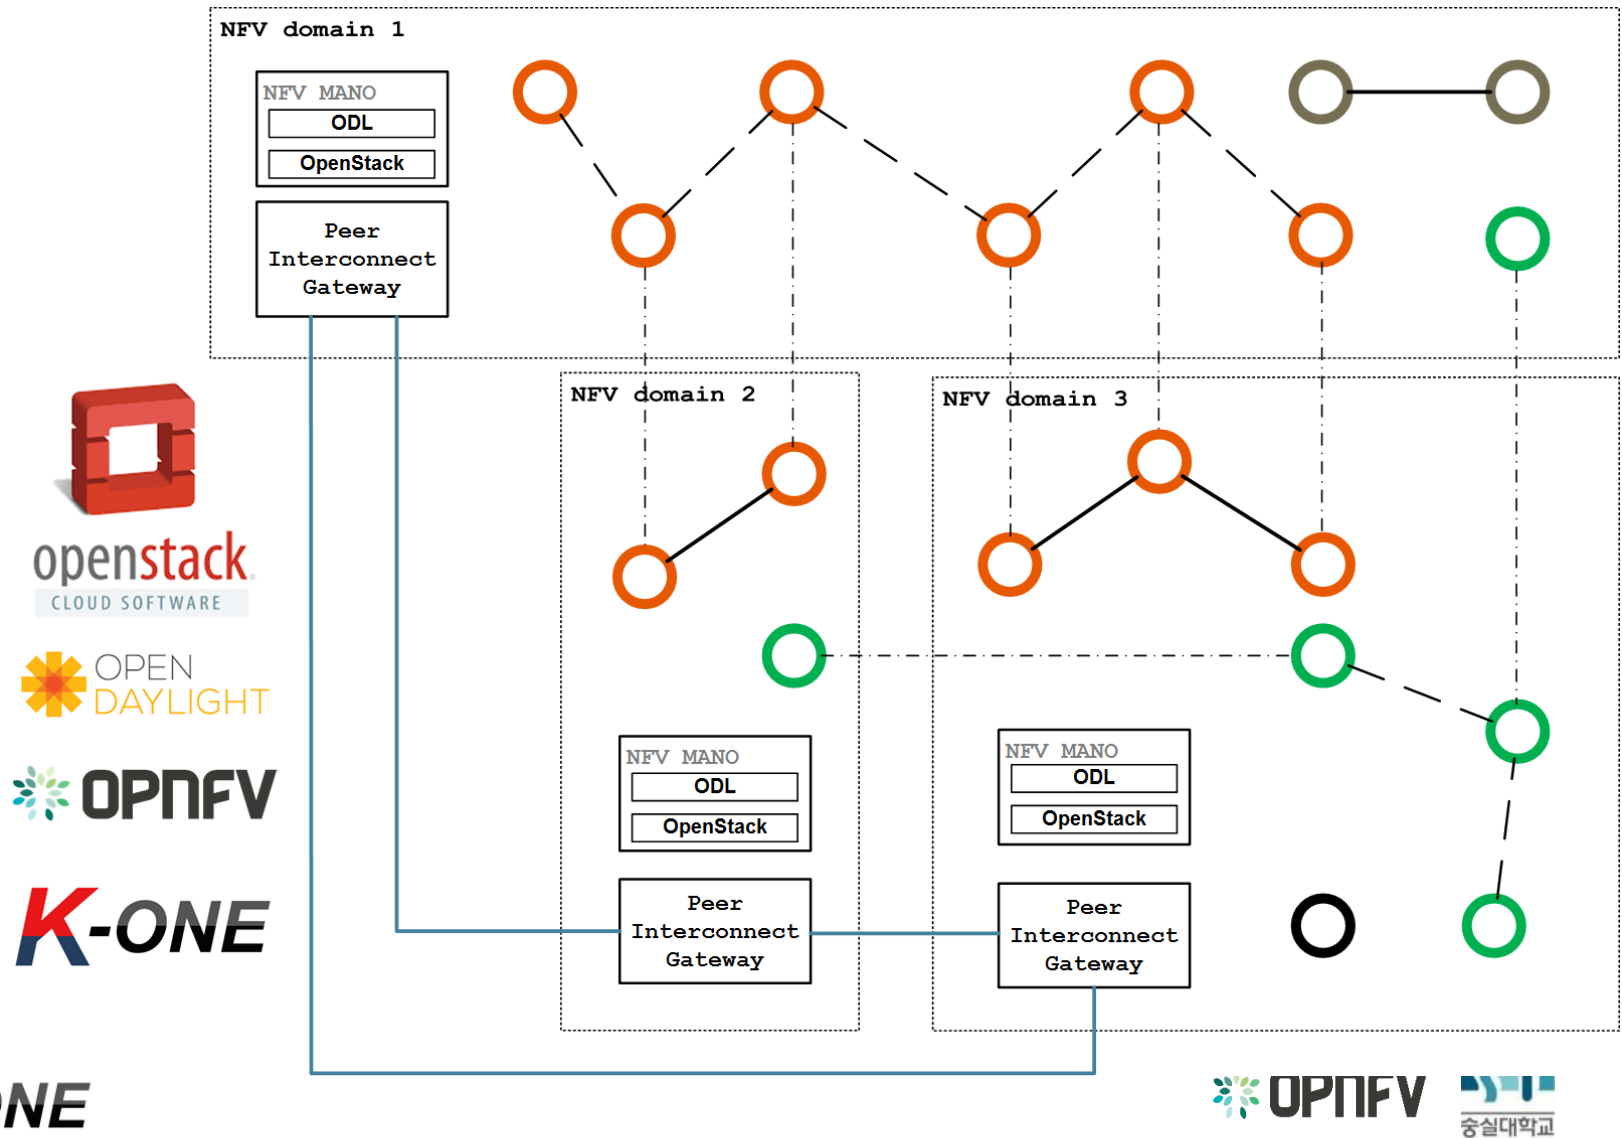 NFV domain 1
NFV MANO
ODL
OpenStack
Peer
Interconnect
Gateway
NFV domain 2
NFV domain 3
openstack
CLOUD SOFTWARE
OPEN
DAYLIGHT
OPNFV
K-ONE
NFV MANO
ODL
OpenStack
Peer
Interconnect
Gateway
NFV MANO
ODL
OpenStack
Peer
Interconnect
Gateway
ONE
OPNFV
숭실대학교